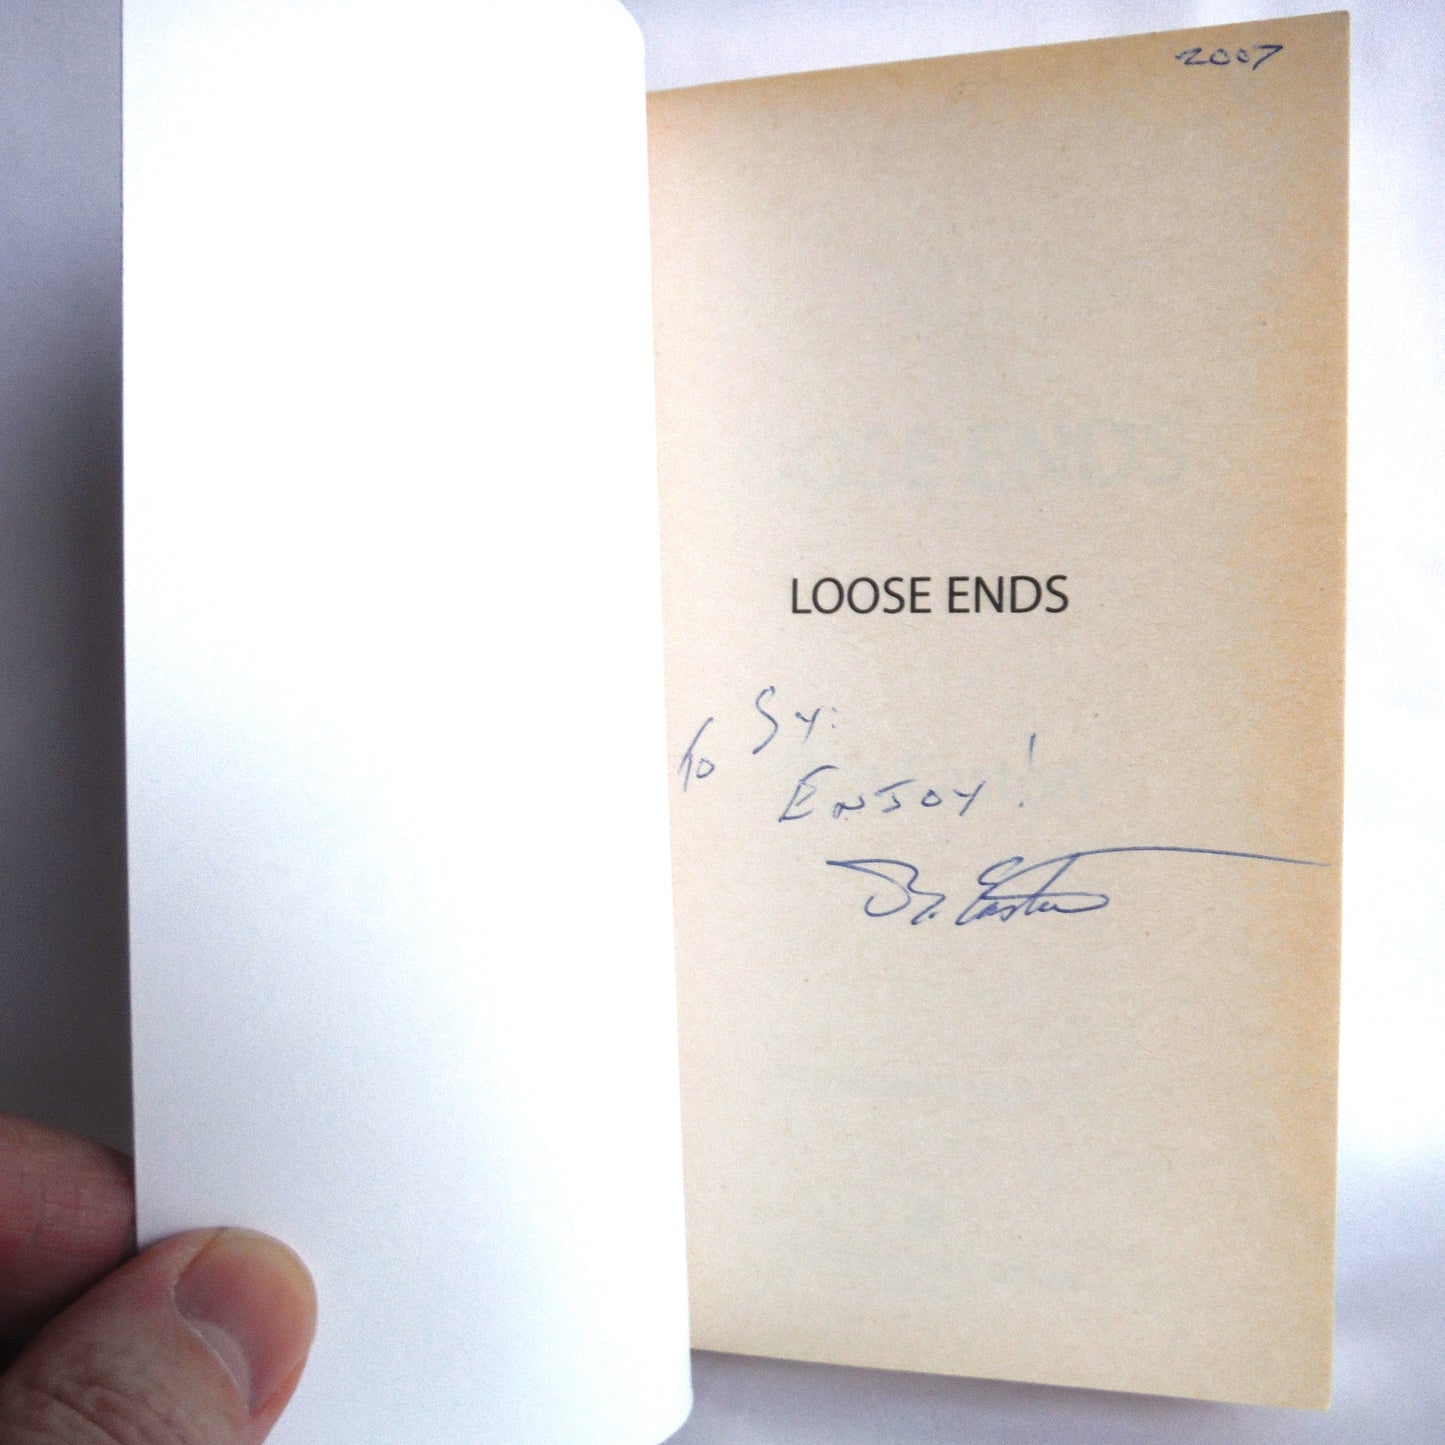 2007
LOOSE ENDS
To Sy:
ENJOY!